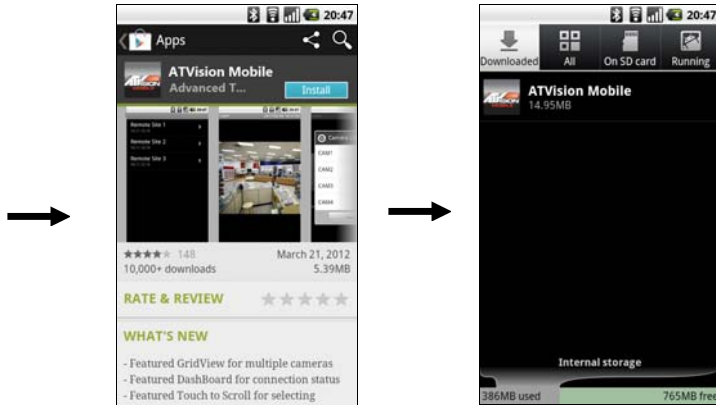 20:47
Apps
ATVision Mobile
Advanced T...
Install
Remote Site 1
Remote Site 2
Remote Site 3
CAM1
CAM2
CAM3
CAM4
148
March 21, 2012
10,000+ downloads
5.39MB
RATE & REVIEW
WHAT'S NEW
- Featured GridView for multiple cameras
- Featured DashBoard for connection status
- Featured Touch to Scroll for selecting
20:47
Downloaded
All
On SD card
Running
ATVision Mobile
14.95MB
Internal storage
386MB used
765MB free